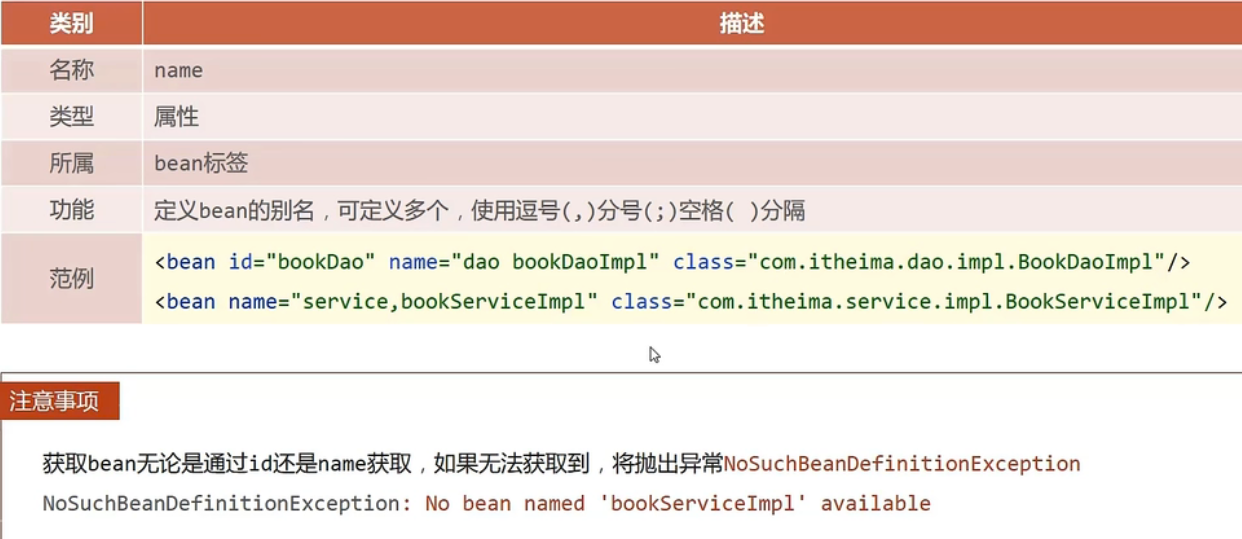 类别 描述
名称 name
类型 属性
所属 bean标签
功能 定义bean的别名，可定义多个，使用逗号(,)分号(;)空格( )分隔
范例 <bean id="bookDao" name="dao bookDaoImpl" class="com.itheima.dao.impl.BookDaoImpl"/>
<bean name="service,bookServiceImpl" class="com.itheima.service.impl.BookServiceImpl"/>
注意事项
获取bean无论是通过id还是name获取，如果无法获取到，将抛出异常NoSuchBeanDefinitionException
NoSuchBeanDefinitionException: No bean named 'bookServiceImpl' available